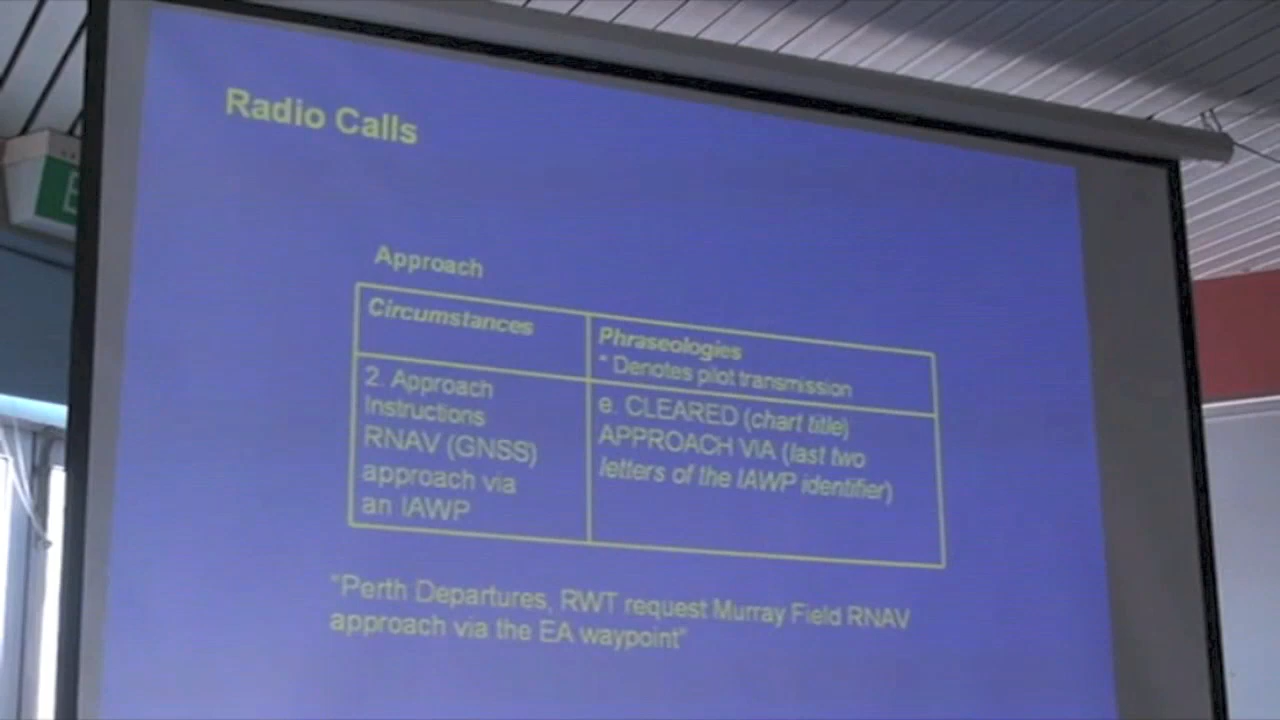 Radio Calls
Approach
Circumstances
Phraseologies
* Denotes pilot transmission
2. Approach
Instructions
RNAV (GNSS)
approach via
an IAWP
e. CLEARED (chart title)
APPROACH VIA (last two
letters of the IAWP identifier)
"Perth Departures, RWT request Murray Field RNAV
approach via the EA waypoint"